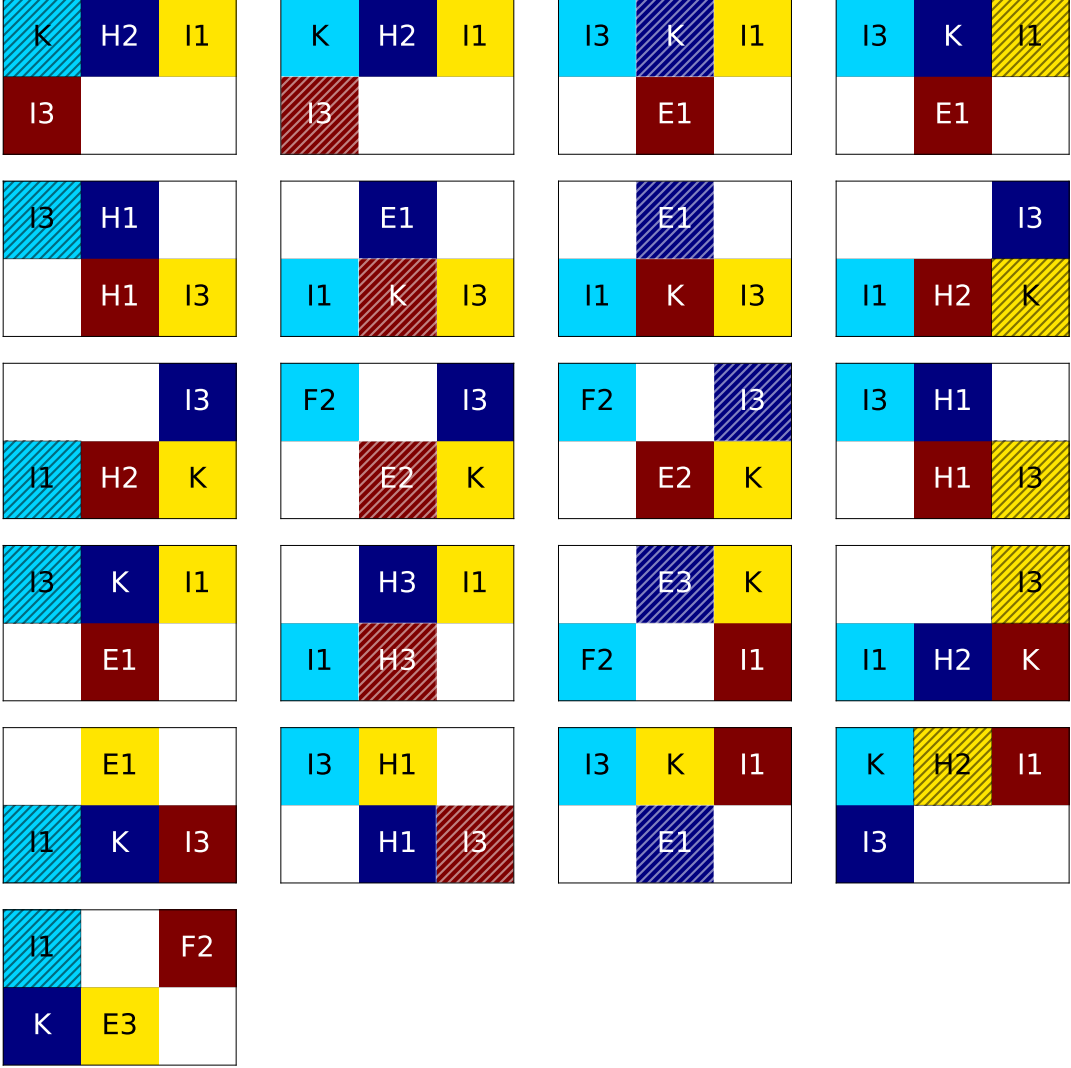 K H2 I1 K H2 I1 I3 K I1 I3 K I1
I3 I3 E1 E1
I3 H1 E1 E1 I3
H1 I3 I1 K I3 I1 K I3 I1 H2 K
I3 F2 I3 F2 I3 I3 H1
I1 H2 K E2 K E2 K H1 I3
I3 K I1 H3 I1 E3 K I3
E1 I1 H3 F2 I1 I1 H2 K
E1 I3 H1 I3 K I1 K H2 I1
I1 K I3 H1 I3 E1 I3
I1 F2
K E3